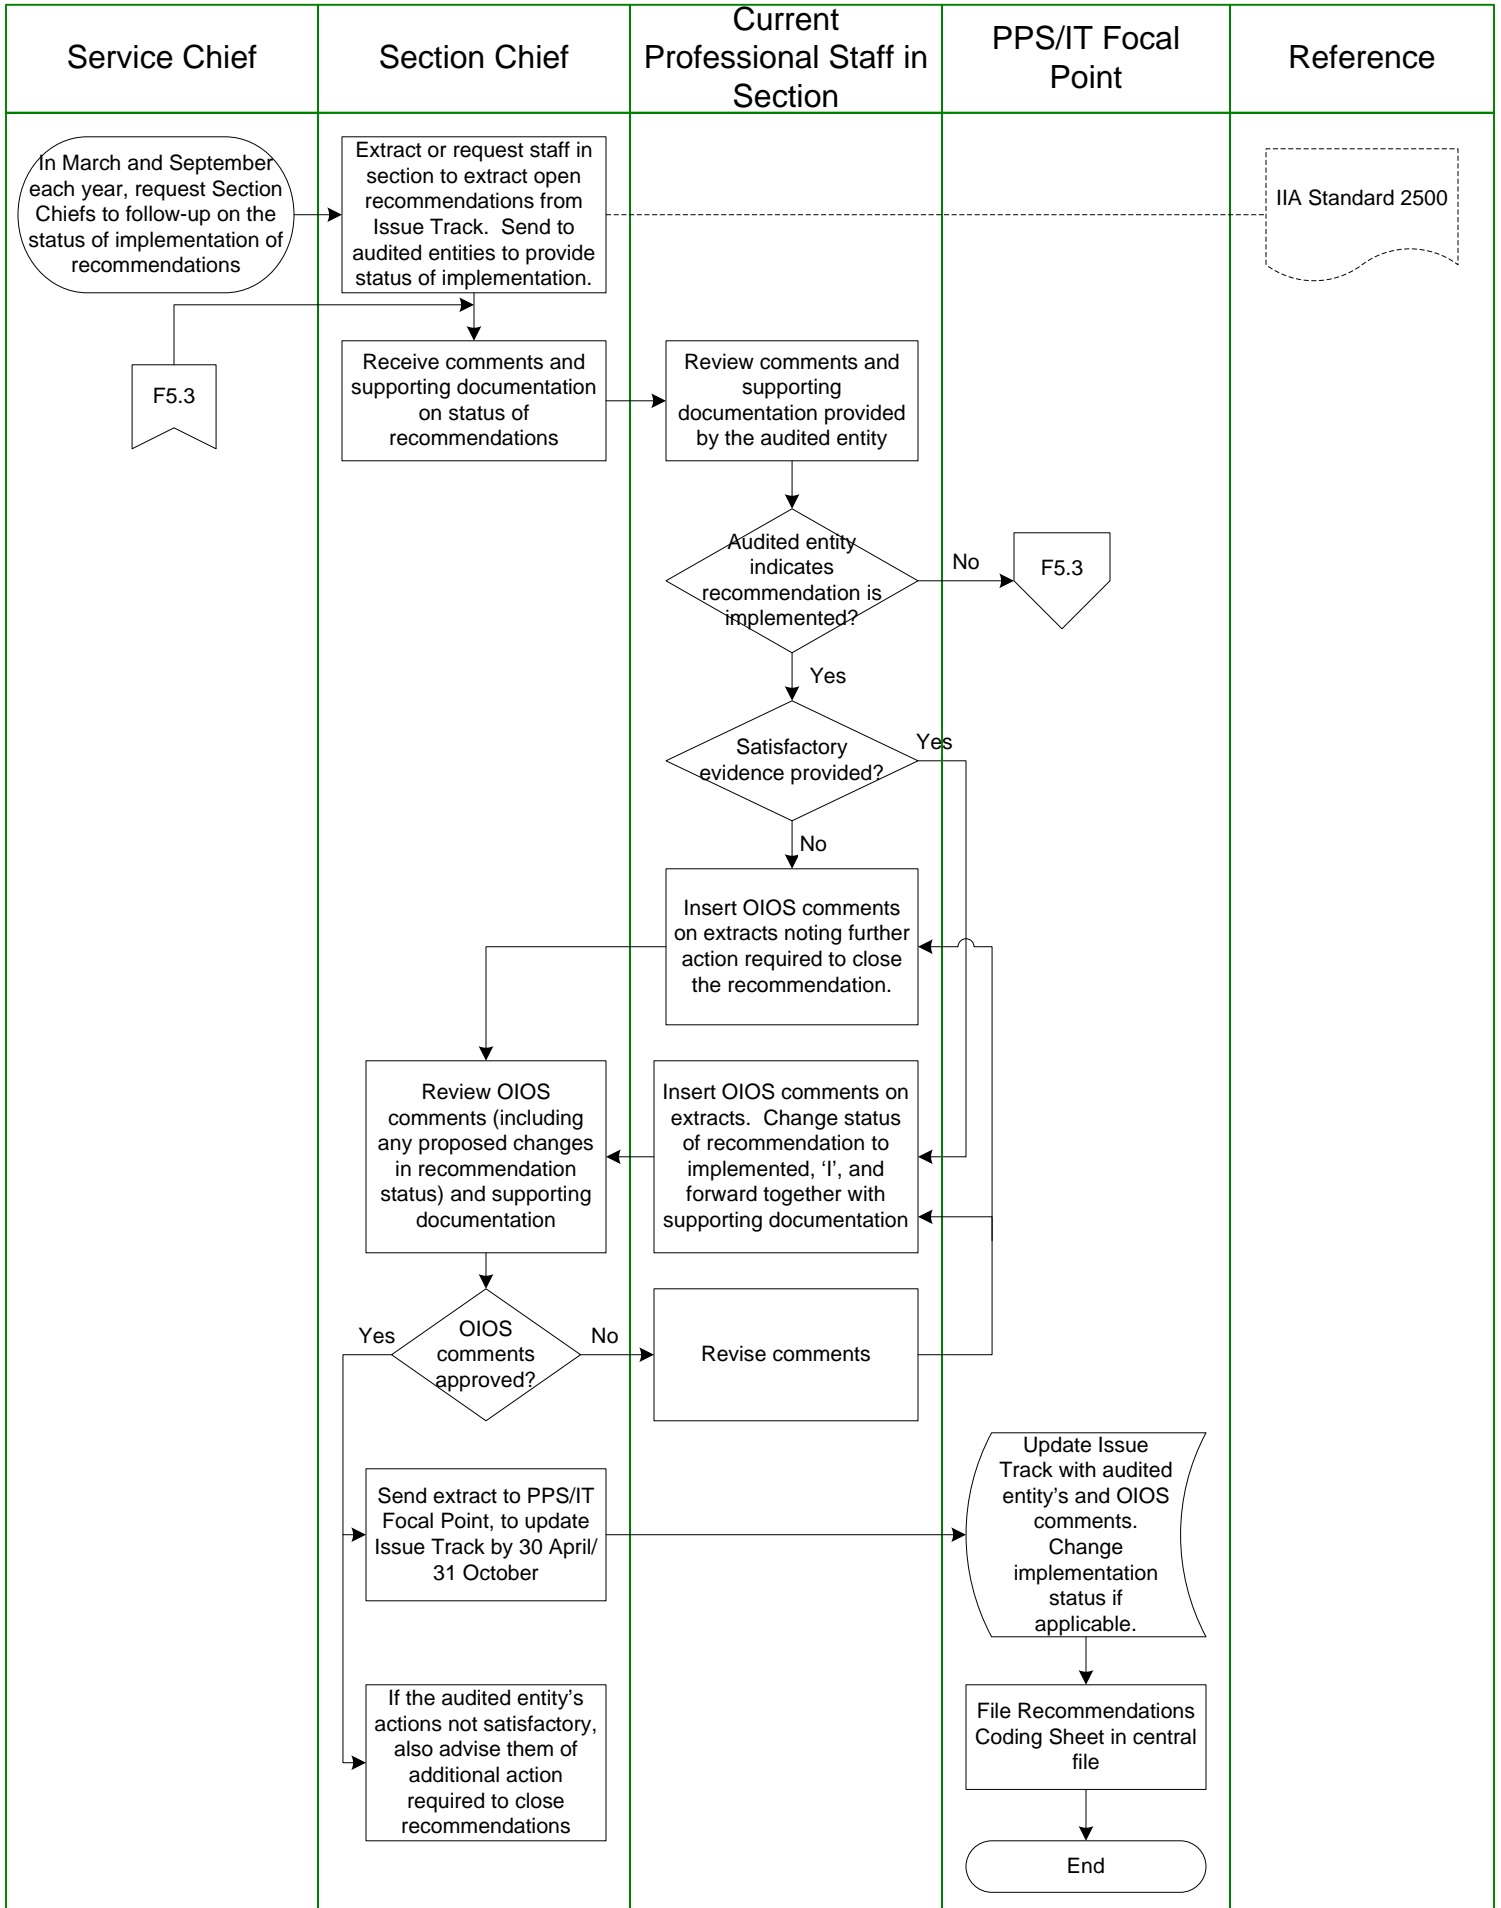 Service Chief
Section Chief
Current
Professional Staff in
Section
PPS/IT Focal
Point
Reference
In March and September
each year, request Section
Chiefs to follow-up on the
status of implementation of
recommendations
Extract or request staff in
section to extract open
recommendations from
Issue Track.  Send to
audited entities to provide
status of implementation.
IIA Standard 2500
F5.3
Receive comments and
supporting documentation
on status of
recommendations
Review comments and
supporting
documentation provided
by the audited entity
Audited entity
indicates
recommendation is
implemented?
No
F5.3
Yes
Satisfactory
evidence provided?
Yes
No
Insert OIOS comments
on extracts noting further
action required to close
the recommendation.
Review OIOS
comments (including
any proposed changes
in recommendation
status) and supporting
documentation
Insert OIOS comments on
extracts.  Change status
of recommendation to
implemented, ‘I’, and
forward together with
supporting documentation
Yes
OIOS
comments
approved?
No
Revise comments
Send extract to PPS/IT
Focal Point, to update
Issue Track by 30 April/
31 October
Update Issue
Track with audited
entity’s and OIOS
comments.
Change
implementation
status if
applicable.
If the audited entity’s
actions not satisfactory,
also advise them of
additional action
required to close
recommendations
File Recommendations
Coding Sheet in central
file
End